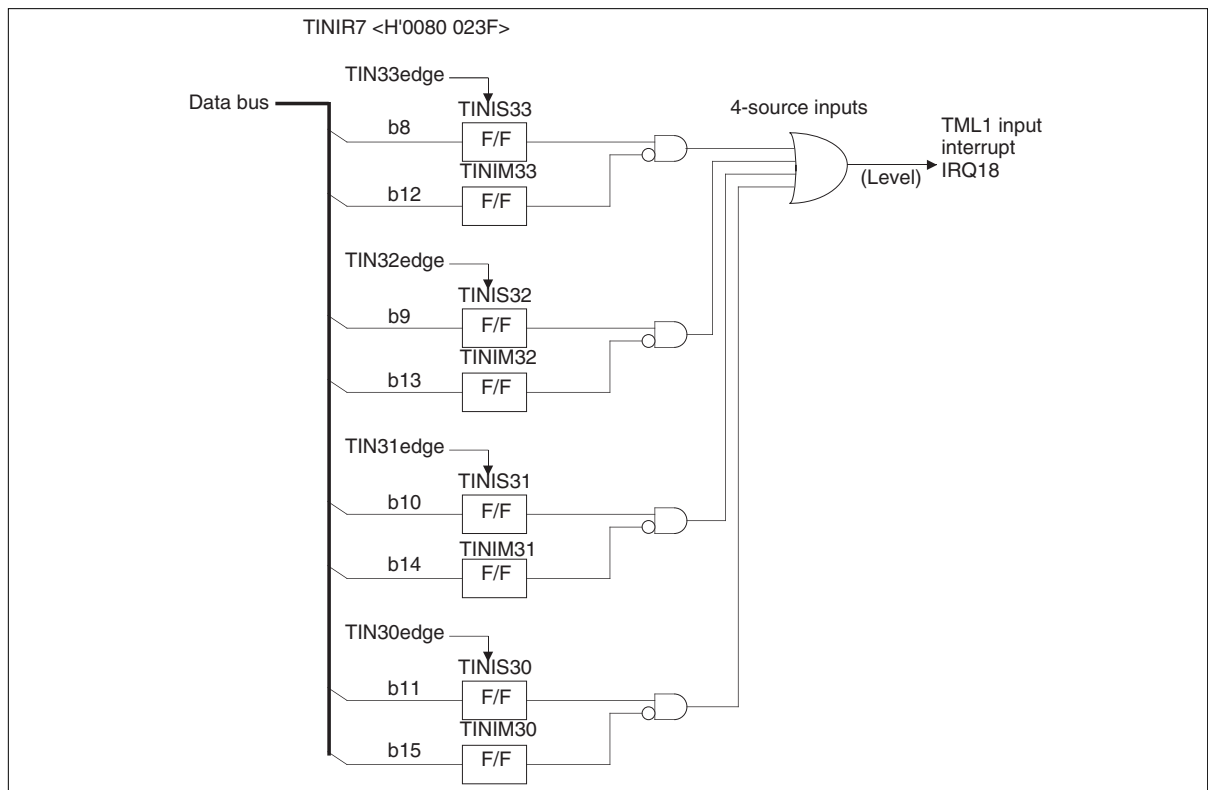 TINIR7 <H'0080 023F>
TIN33edge
Data bus
TINIS33
4-source inputs
b8
F/F
TML1 input
interrupt
IRQ18
TINIM33
(Level)
b12
F/F
TIN32edge
TINIS32
b9
F/F
TINIM32
b13
F/F
TIN31edge
TINIS31
b10
F/F
TINIM31
b14
F/F
TIN30edge
TINIS30
b11
F/F
TINIM30
b15
F/F